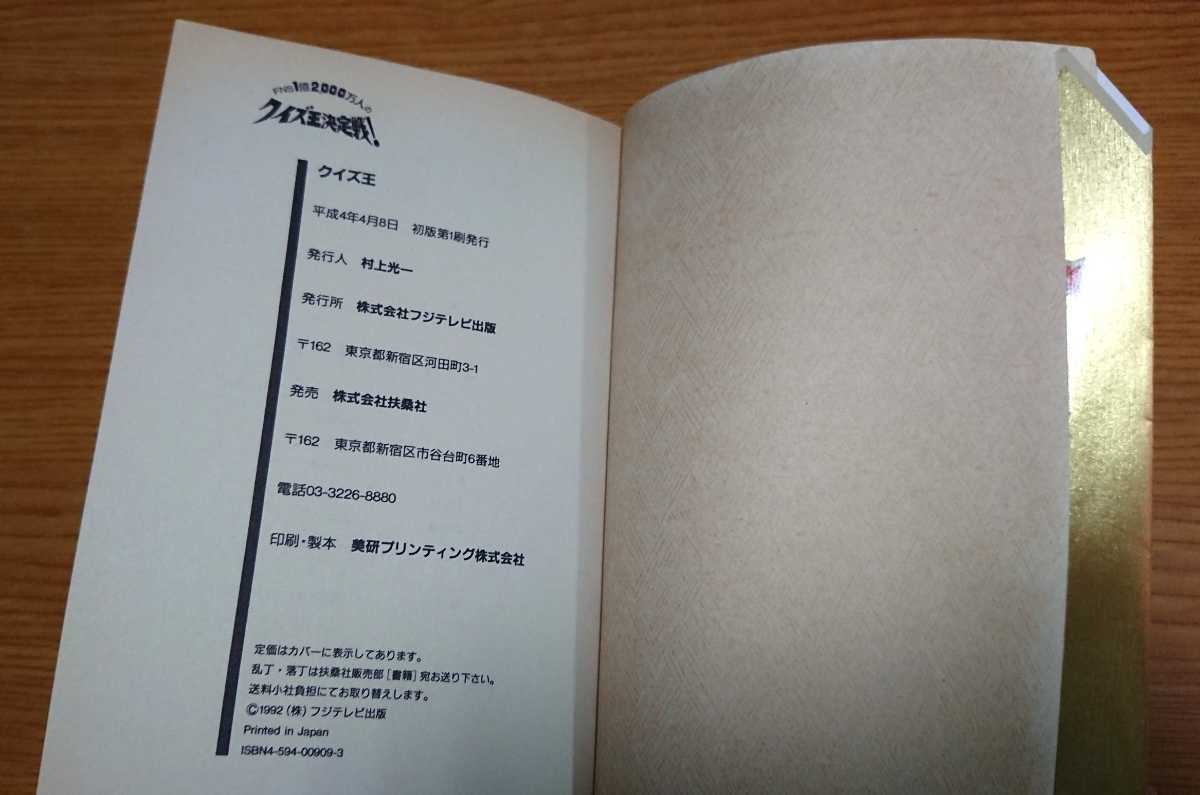 FNS1億2,000万人の
クイズ王決定戦!
クイズ王
平成4年4月8日 初版第1刷発行
発行人 村上光一
発行所 株式会社フジテレビ出版
〒162 東京都新宿区河田町3-1
発売 株式会社扶桑社
〒162 東京都新宿区市谷台町6番地
電話03-3226-8880
印刷・製本 美研プリンティング株式会社
定価はカバーに表示してあります。
乱丁・落丁は扶桑社販売部[書籍]宛お送り下さい。
送料小社負担にてお取り替えします。
©1992(株)フジテレビ出版
Printed in Japan
ISBN4-594-00909-3